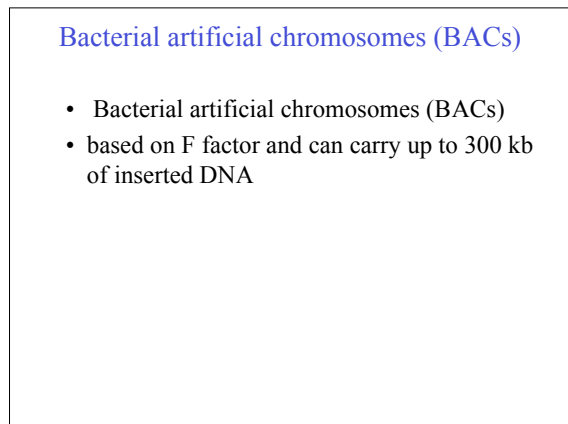 Bacterial artificial chromosomes (BACs)
• Bacterial artificial chromosomes (BACs)
• based on F factor and can carry up to 300 kb
of inserted DNA